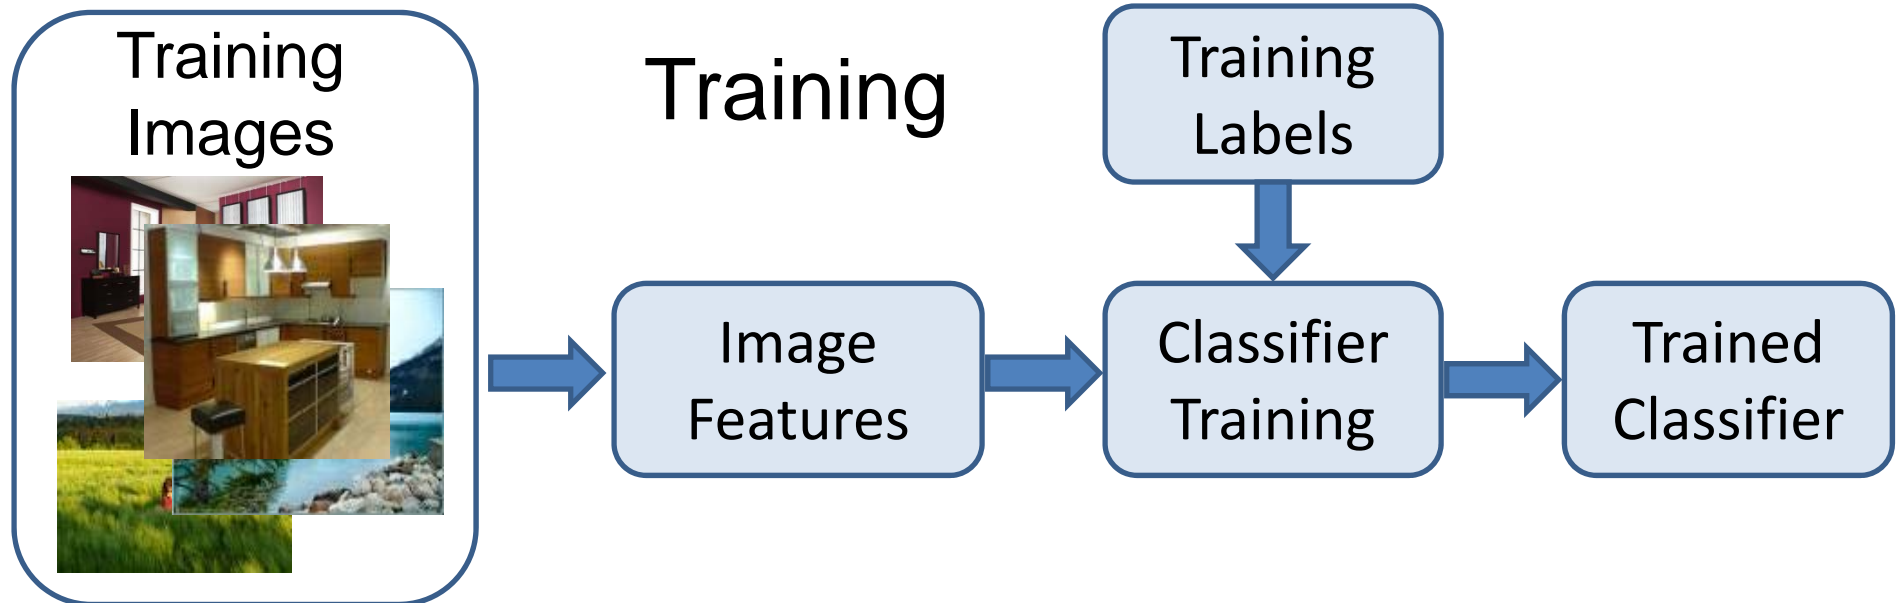 Training
Images
Training
Training
Labels
Image
Features
Classifier
Training
Trained
Classifier